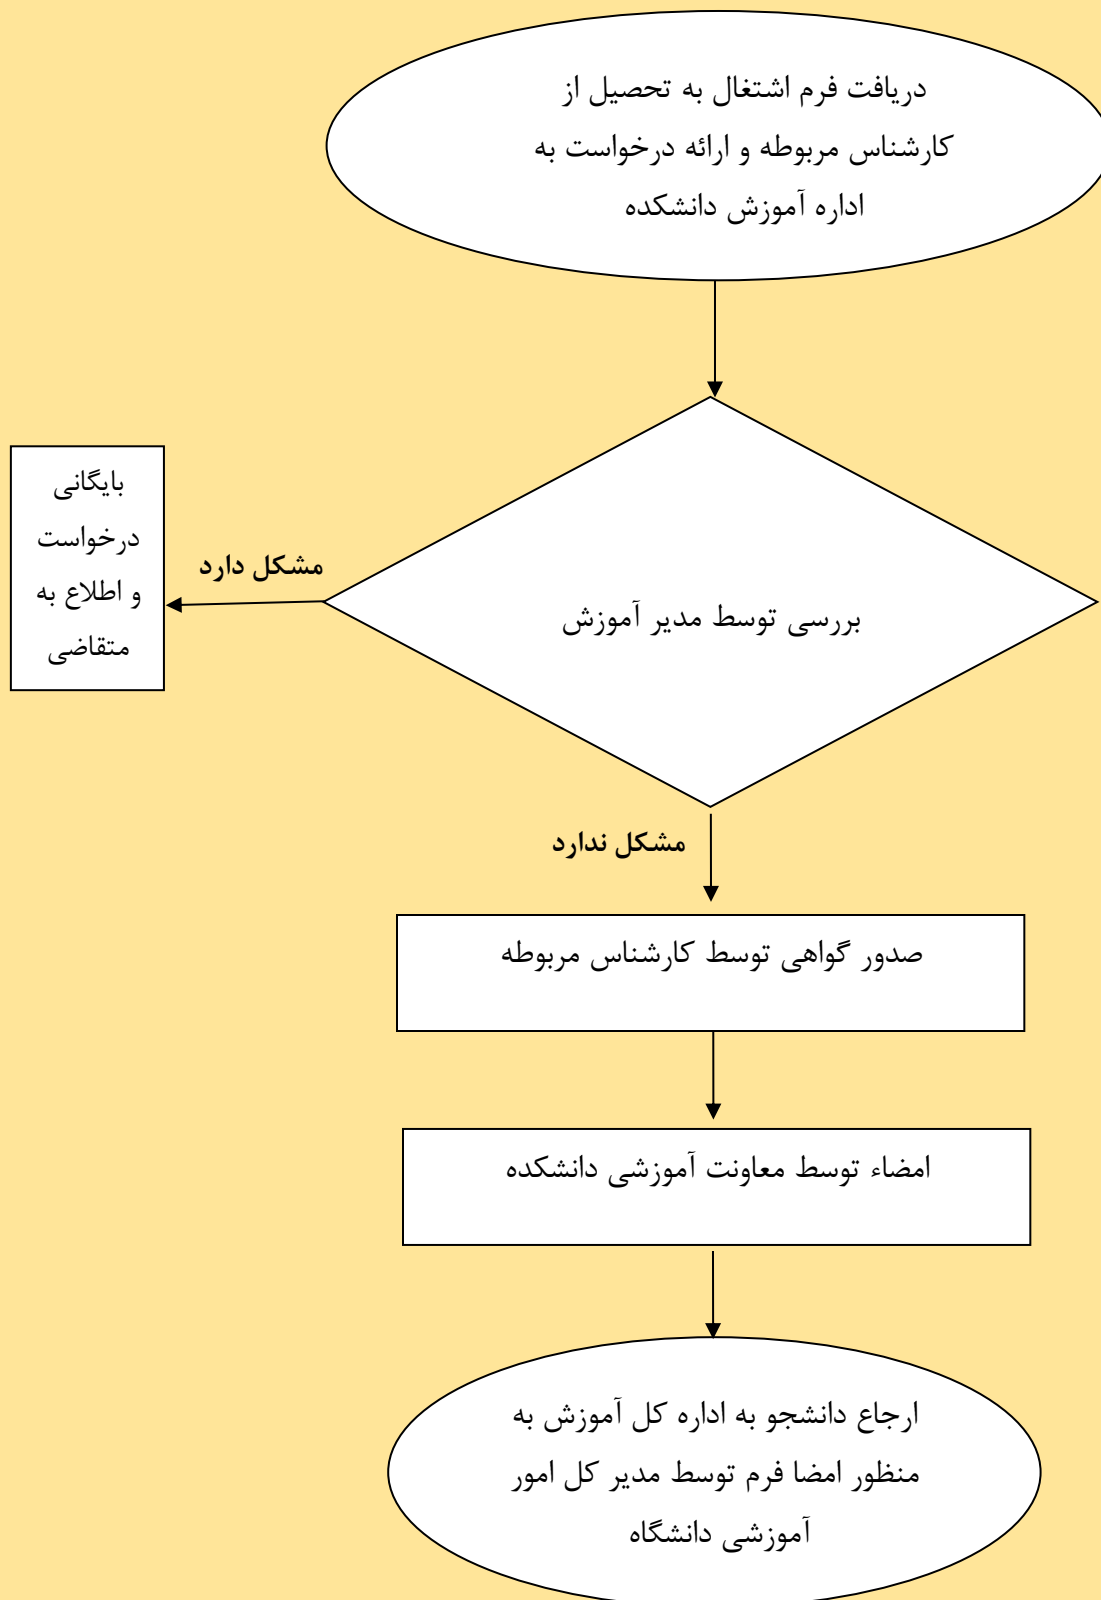 دریافت فرم اشتغال به تحصیل از
کارشناس مربوطه و ارائه درخواست به
اداره آموزش دانشکده
بررسی توسط مدیر آموزش
مشکل دارد
بایگانی
درخواست
و اطلاع به
متقاضی
مشکل ندارد
صدور گواهی توسط کارشناس مربوطه
امضاء توسط معاونت آموزشی دانشکده
ارجاع دانشجو به اداره کل آموزش به
منظور امضا فرم توسط مدیر کل امور
آموزشی دانشگاه